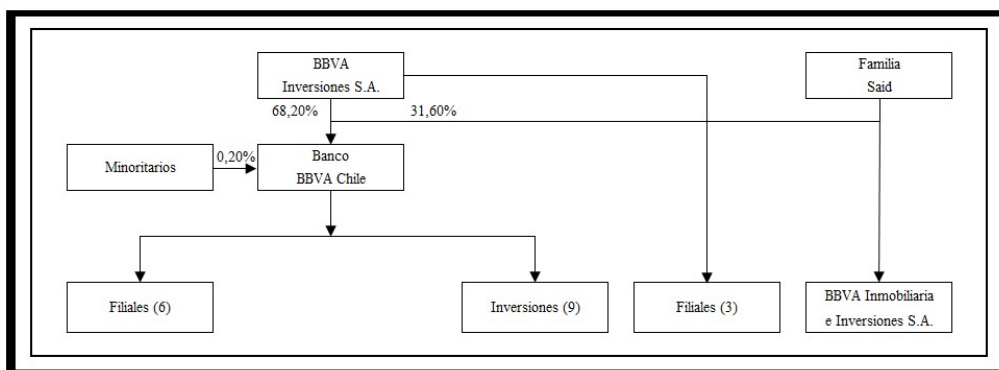 BBVA
Inversiones S.A.
Familia
Said
68,20%
31,60%
Minoritarios
0,20%
Banco
BBVA Chile
Filiales (6)
Inversiones (9)
Filiales (3)
BBVA Inmobiliaria
e Inversiones S.A.